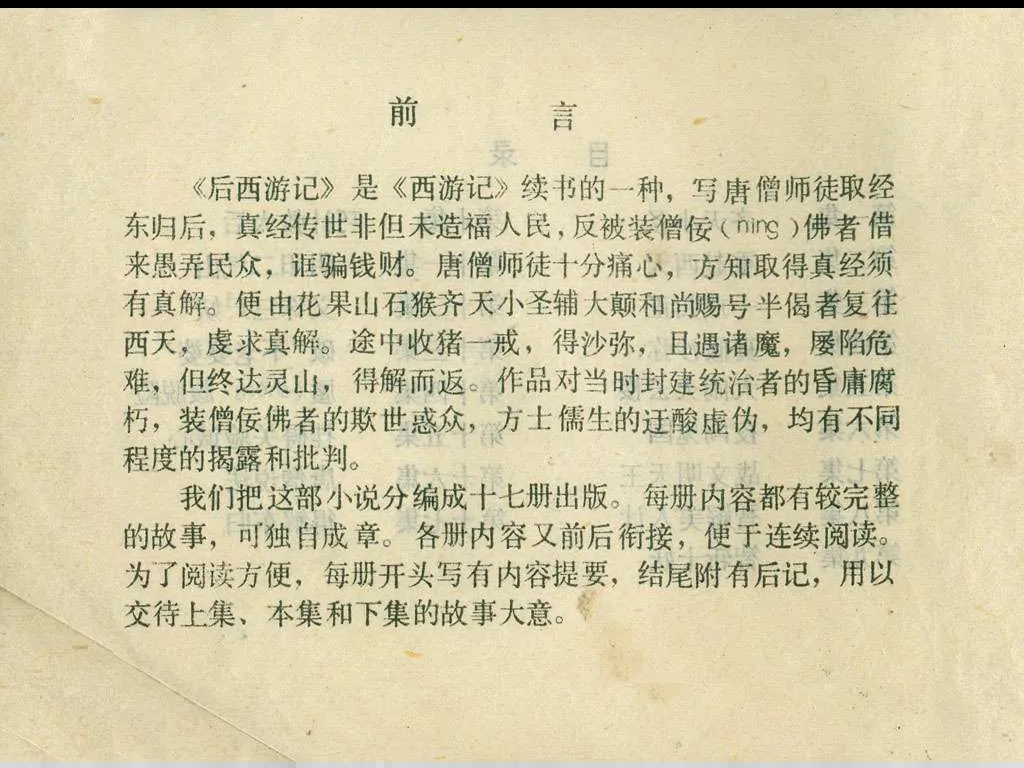 前言
《后西游记》是《西游记》续书的一种，写唐僧师徒取经
东归后，真经传世非但未造福人民，反被装僧佞（ning）佛者借
来愚弄民众，诓骗钱财。唐僧师徒十分痛心，方知取得真经须
有真解。便由花果山石猴齐天小圣辅大颠和尚赐号半偈者复往
西天，虔求真解。途中收猪一戒，得沙弥，且遇诸魔，屡陷危
难，但终达灵山，得解而返。作品对当时封建统治者的昏庸腐
朽，装僧佞佛者的欺世惑众，方士儒生的迂酸虚伪，均有不同
程度的揭露和批判。
我们把这部小说分编成十七册出版。每册内容都有较完整
的故事，可独自成章。各册内容又前后衔接，便于连续阅读。
为了阅读方便，每册开头写有内容提要，结尾附有后记，用以
交待上集、本集和下集的故事大意。